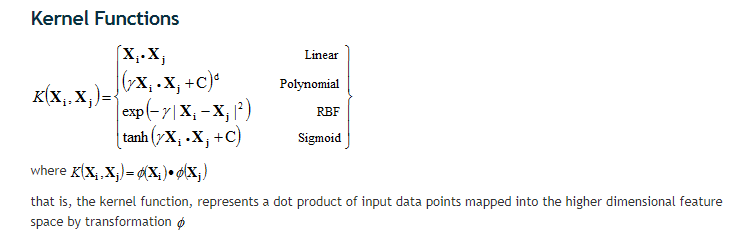 Kernel Functions
X_i • X_j Linear
(γX_i • X_j + C)^d Polynomial
K(X_i, X_j) = { exp(−γ | X_i − X_j |²) RBF }
tanh(γX_i • X_j + C) Sigmoid
where K(X_i, X_j) = ϕ(X_i) • ϕ(X_j)
that is, the kernel function, represents a dot product of input data points mapped into the higher dimensional feature
space by transformation ϕ